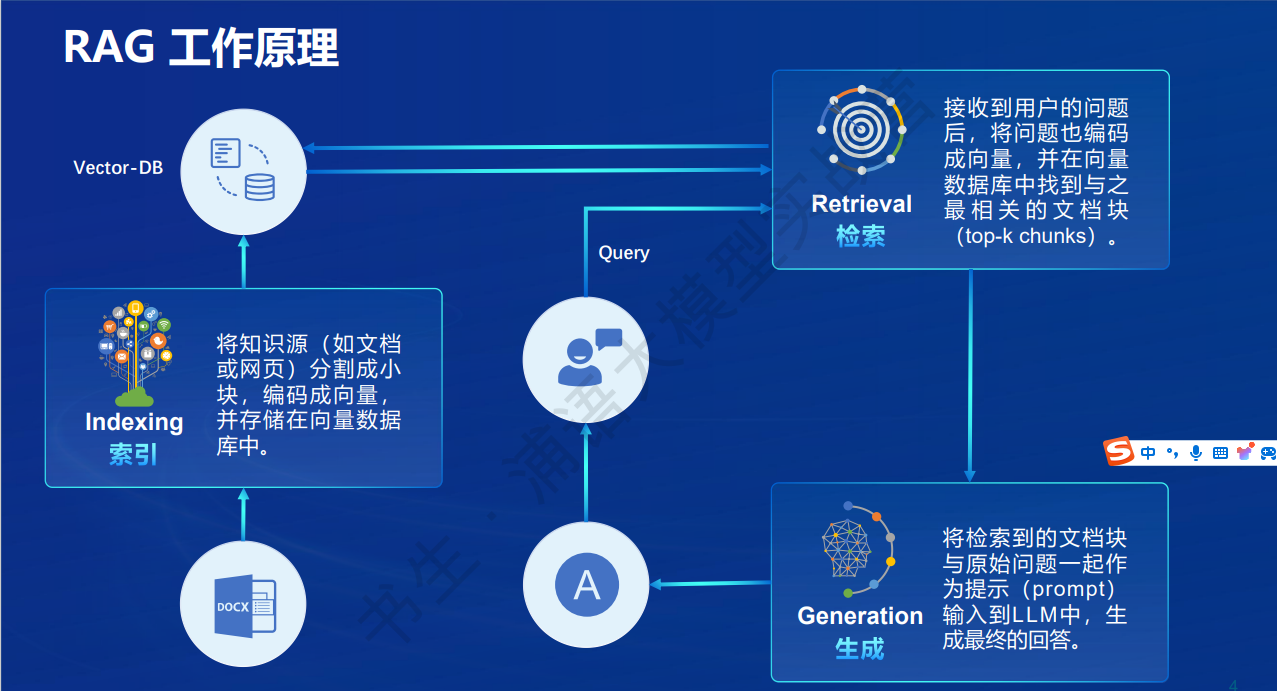 RAG 工作原理
Vector-DB
接收到用户的问题
后，将问题也编码
成向量，并在向量
数据库中找到与之
最相关的文档块
（top-k chunks）。
Retrieval
检索
Query
将知识源（如文档
或网页）分割成小
块，编码成向量，
并存储在向量数据
库中。
Indexing
索引
DOCX
A
将检索到的文档块
与原始问题一起作
为提示（prompt）
输入到LLM中，生
成最终的回答。
Generation
生成
书生·浦语大模型实战营
S 中
4